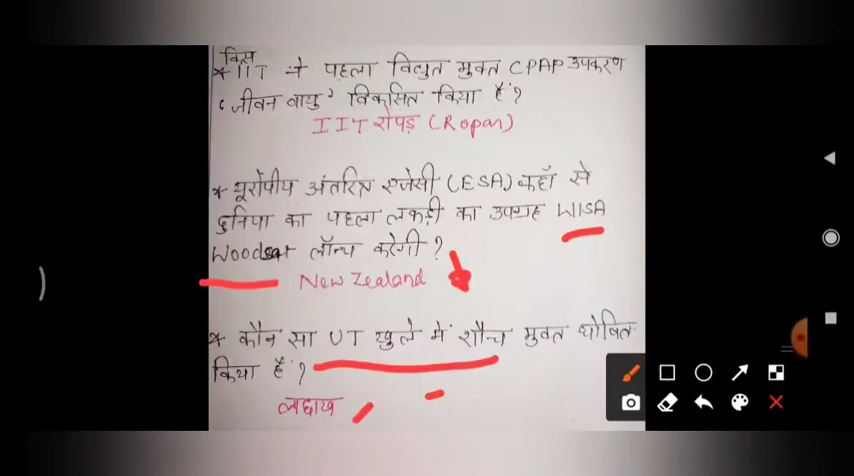 किस
* IIT ने पहला विद्युत मुक्त CPAP उपकरण
'जीवन वायु' विकसित किया है?
IIT रोपड़ (Ropar)
* यूरोपीय अंतरिक्ष एजेंसी (ESA) कहाँ से
दुनिया का पहला लकड़ी का उपग्रह WISA
Woodsat लॉन्च करेगी?
New Zealand
* कौन सा UT खुले में शौच मुक्त घोषित
किया है?
लद्दाख